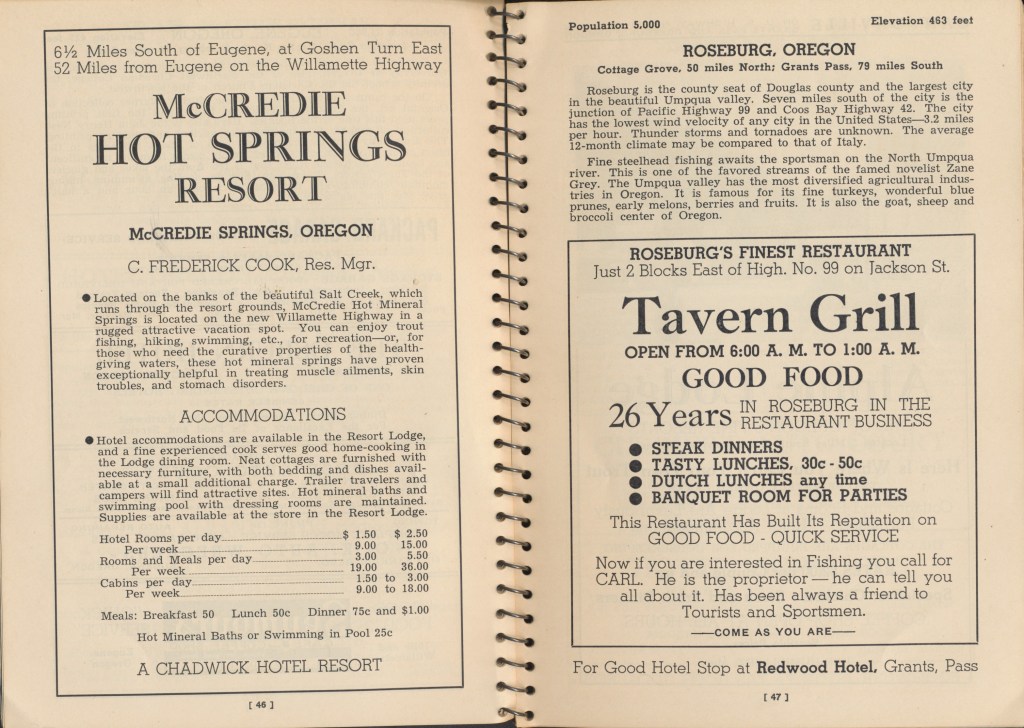 6½ Miles South of Eugene, at Goshen Turn East
52 Miles from Eugene on the Willamette Highway
McCREDIE
HOT SPRINGS
RESORT
McCREDIE SPRINGS, OREGON
C. FREDERICK COOK, Res. Mgr.
● Located on the banks of the beautiful Salt Creek, which
runs through the resort grounds, McCredie Hot Mineral
Springs is located on the new Willamette Highway in a
rugged attractive vacation spot. You can enjoy trout
fishing, hiking, swimming, etc., for recreation—or, for
those who need the curative properties of the health-
giving waters, these hot mineral springs have proven
exceptionally helpful in treating muscle ailments, skin
troubles, and stomach disorders.
ACCOMMODATIONS
● Hotel accommodations are available in the Resort Lodge,
and a fine experienced cook serves good home-cooking in
the Lodge dining room. Neat cottages are furnished with
necessary furniture, with both bedding and dishes avail-
able at a small additional charge. Trailer travelers and
campers will find attractive sites. Hot mineral baths and
swimming pool with dressing rooms are maintained.
Supplies are available at the store in the Resort Lodge.
Hotel Rooms per day $ 1.50 $ 2.50
Per week 9.00 15.00
Rooms and Meals per day 3.00 5.50
Per week 19.00 36.00
Cabins per day 1.50 to 3.00
Per week 9.00 to 18.00
Meals: Breakfast 50 Lunch 50c Dinner 75c and $1.00
Hot Mineral Baths or Swimming in Pool 25c
A CHADWICK HOTEL RESORT
[ 46 ]
Population 5,000 Elevation 463 feet
ROSEBURG, OREGON
Cottage Grove, 50 miles North; Grants Pass, 79 miles South
Roseburg is the county seat of Douglas county and the largest city
in the beautiful Umpqua valley. Seven miles south of the city is the
junction of Pacific Highway 99 and Coos Bay Highway 42. The city
has the lowest wind velocity of any city in the United States—3.2 miles
per hour. Thunder storms and tornadoes are unknown. The average
12-month climate may be compared to that of Italy.
Fine steelhead fishing awaits the sportsman on the North Umpqua
river. This is one of the favored streams of the famed novelist Zane
Grey. The Umpqua valley has the most diversified agricultural indus-
tries in Oregon. It is famous for its fine turkeys, wonderful blue
prunes, early melons, berries and fruits. It is also the goat, sheep and
broccoli center of Oregon.
ROSEBURG'S FINEST RESTAURANT
Just 2 Blocks East of High. No. 99 on Jackson St.
Tavern Grill
OPEN FROM 6:00 A. M. TO 1:00 A. M.
GOOD FOOD
26 Years IN ROSEBURG IN THE
RESTAURANT BUSINESS
● STEAK DINNERS
● TASTY LUNCHES, 30c - 50c
● DUTCH LUNCHES any time
● BANQUET ROOM FOR PARTIES
This Restaurant Has Built Its Reputation on
GOOD FOOD - QUICK SERVICE
Now if you are interested in Fishing you call for
CARL. He is the proprietor — he can tell you
all about it. Has been always a friend to
Tourists and Sportsmen.
—COME AS YOU ARE—
For Good Hotel Stop at Redwood Hotel, Grants, Pass
[ 47 ]